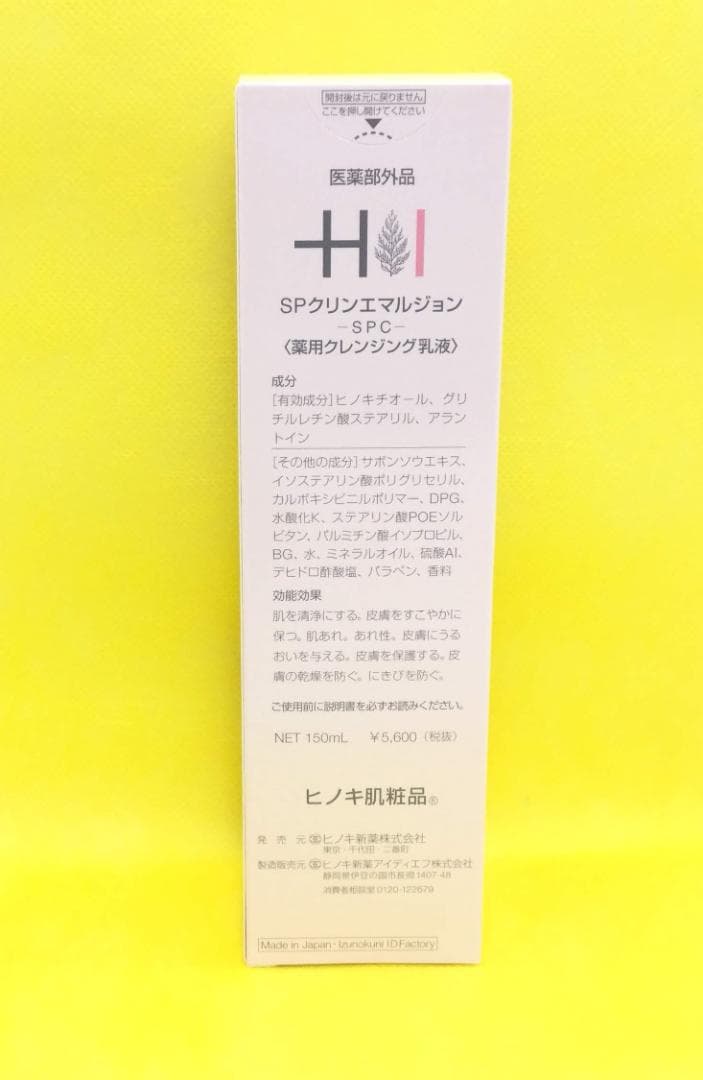 開封後は元に戻りません
ここを押し開けてください
医薬部外品
SPクリンエマルジョン
−SPC−
〈薬用クレンジング乳液〉
成分
[有効成分]ヒノキチオール、グリ
チルレチン酸ステアリル、アラン
トイン
[その他の成分]サボンソウエキス、
イソステアリン酸ポリグリセリル、
カルボキシビニルポリマー、DPG、
水酸化K、ステアリン酸POEソル
ビタン、パルミチン酸イソプロピル、
BG、水、ミネラルオイル、硫酸Al、
デヒドロ酢酸塩、パラベン、香料
効能効果
肌を清浄にする。皮膚をすこやかに
保つ。肌あれ。あれ性。皮膚にうる
おいを与える。皮膚を保護する。皮
膚の乾燥を防ぐ。にきびを防ぐ。
ご使用前に説明書を必ずお読みください。
NET 150mL ￥5,600（税抜）
ヒノキ肌粧品®
発売元 ヒノキ新薬株式会社
東京・千代田・二番町
製造販売元 ヒノキ新薬アイディエフ株式会社
静岡県伊豆の国市長崎1407-48
消費者相談室0120-122679
Made in Japan・Izunokuni ID Factory